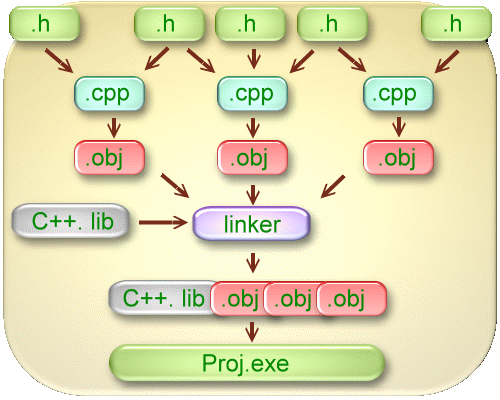 .h .h .h .h .h
.cpp .cpp .cpp
.obj .obj .obj
C++. lib linker
C++. lib .obj .obj .obj
Proj.exe